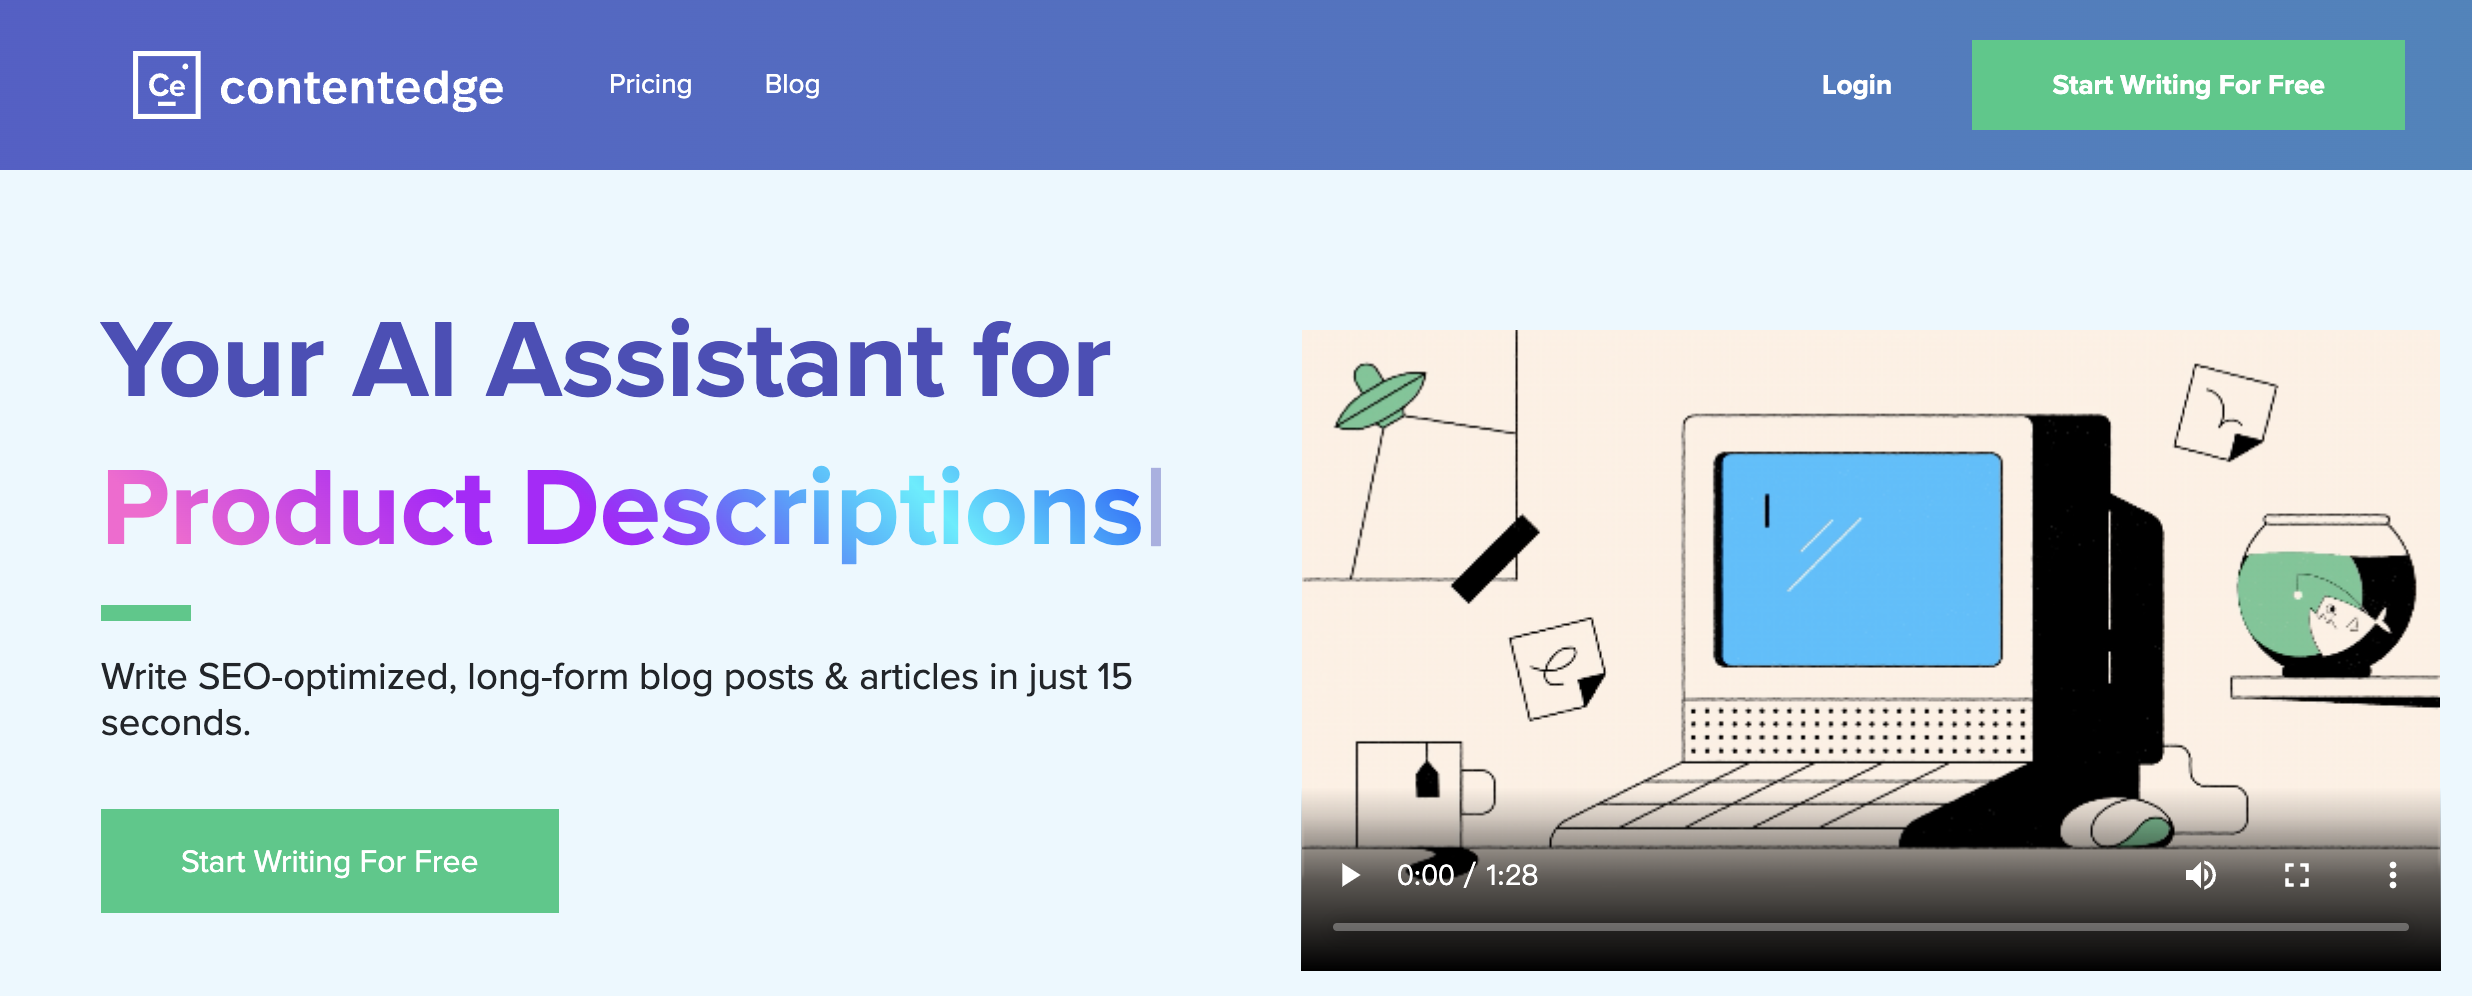 Ce contentedge
Pricing
Blog
Login
Start Writing For Free
Your AI Assistant for
Product Descriptions
Write SEO-optimized, long-form blog posts & articles in just 15
seconds.
Start Writing For Free
0:00 / 1:28